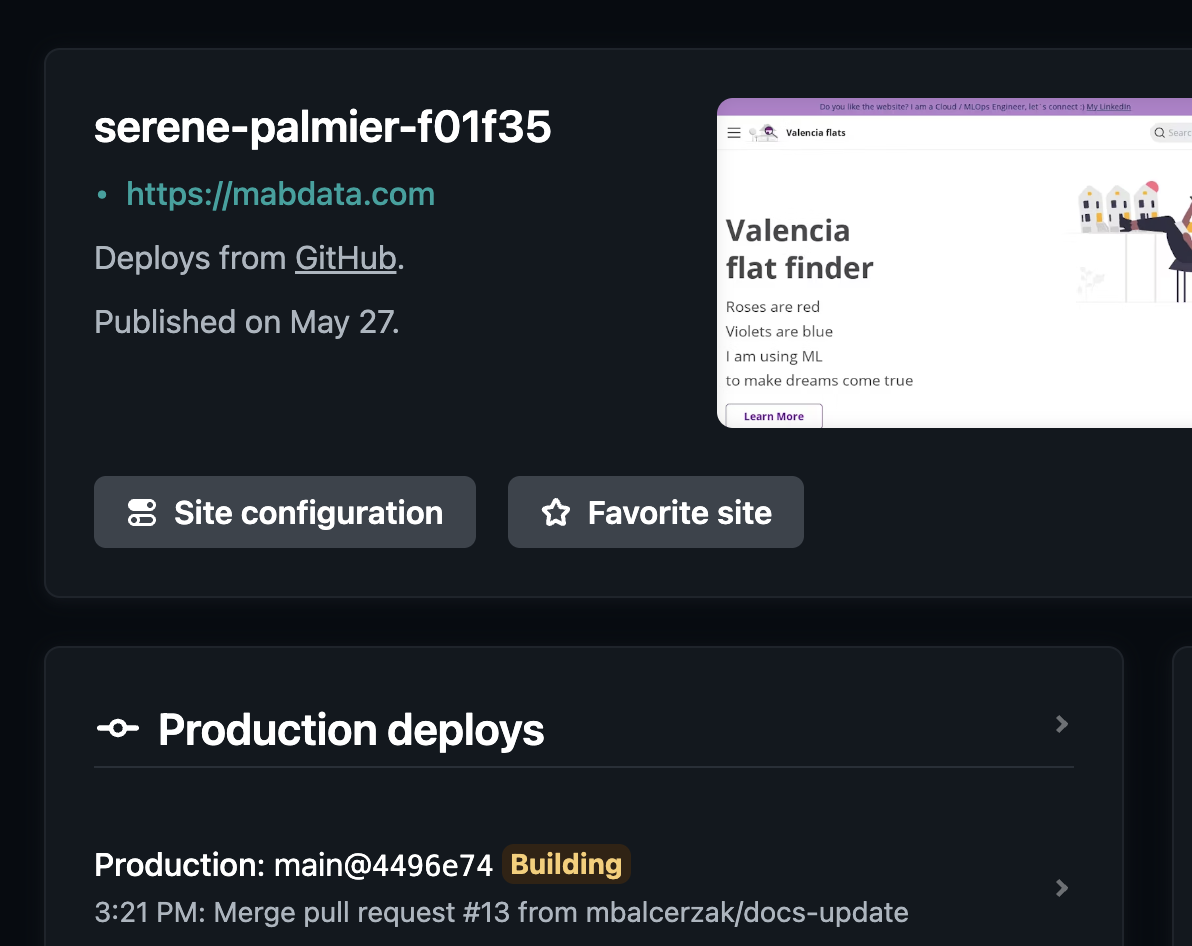 serene-palmier-f01f35
• https://mabdata.com
Deploys from GitHub.
Published on May 27.
Do you like the website? I am a Cloud / MLOps Engineer, let´s connect :) My LinkedIn
Valencia flats
Searc
Valencia
flat finder
Roses are red
Violets are blue
I am using ML
to make dreams come true
Learn More
Site configuration
Favorite site
Production deploys
Production: main@4496e74 Building
3:21 PM: Merge pull request #13 from mbalcerzak/docs-update